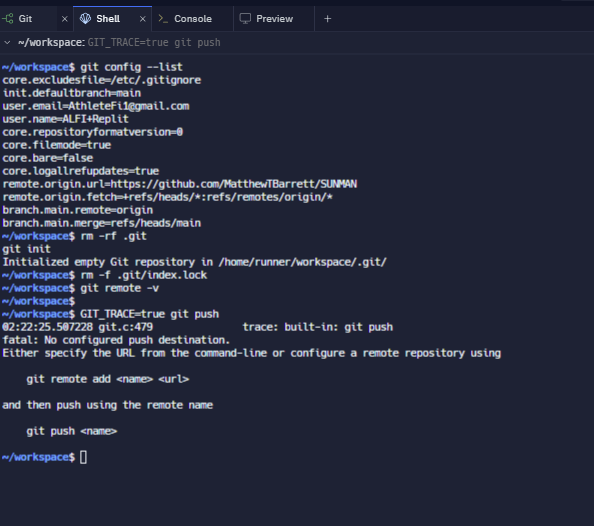 Git × Shell × Console Preview +
~/workspace: GIT_TRACE=true git push
~/workspace$ git config --list
core.excludesfile=/etc/.gitignore
init.defaultbranch=main
user.email=AthleteFi1@gmail.com
user.name=ALFI+Replit
core.repositoryformatversion=0
core.filemode=true
core.bare=false
core.logallrefupdates=true
remote.origin.url=https://github.com/MatthewTBarrett/SUNMAN
remote.origin.fetch=+refs/heads/*:refs/remotes/origin/*
branch.main.remote=origin
branch.main.merge=refs/heads/main
~/workspace$ rm -rf .git
git init
Initialized empty Git repository in /home/runner/workspace/.git/
~/workspace$ rm -f .git/index.lock
~/workspace$ git remote -v
~/workspace$
~/workspace$ GIT_TRACE=true git push
02:22:25.507228 git.c:479 trace: built-in: git push
fatal: No configured push destination.
Either specify the URL from the command-line or configure a remote repository using
git remote add <name> <url>
and then push using the remote name
git push <name>
~/workspace$